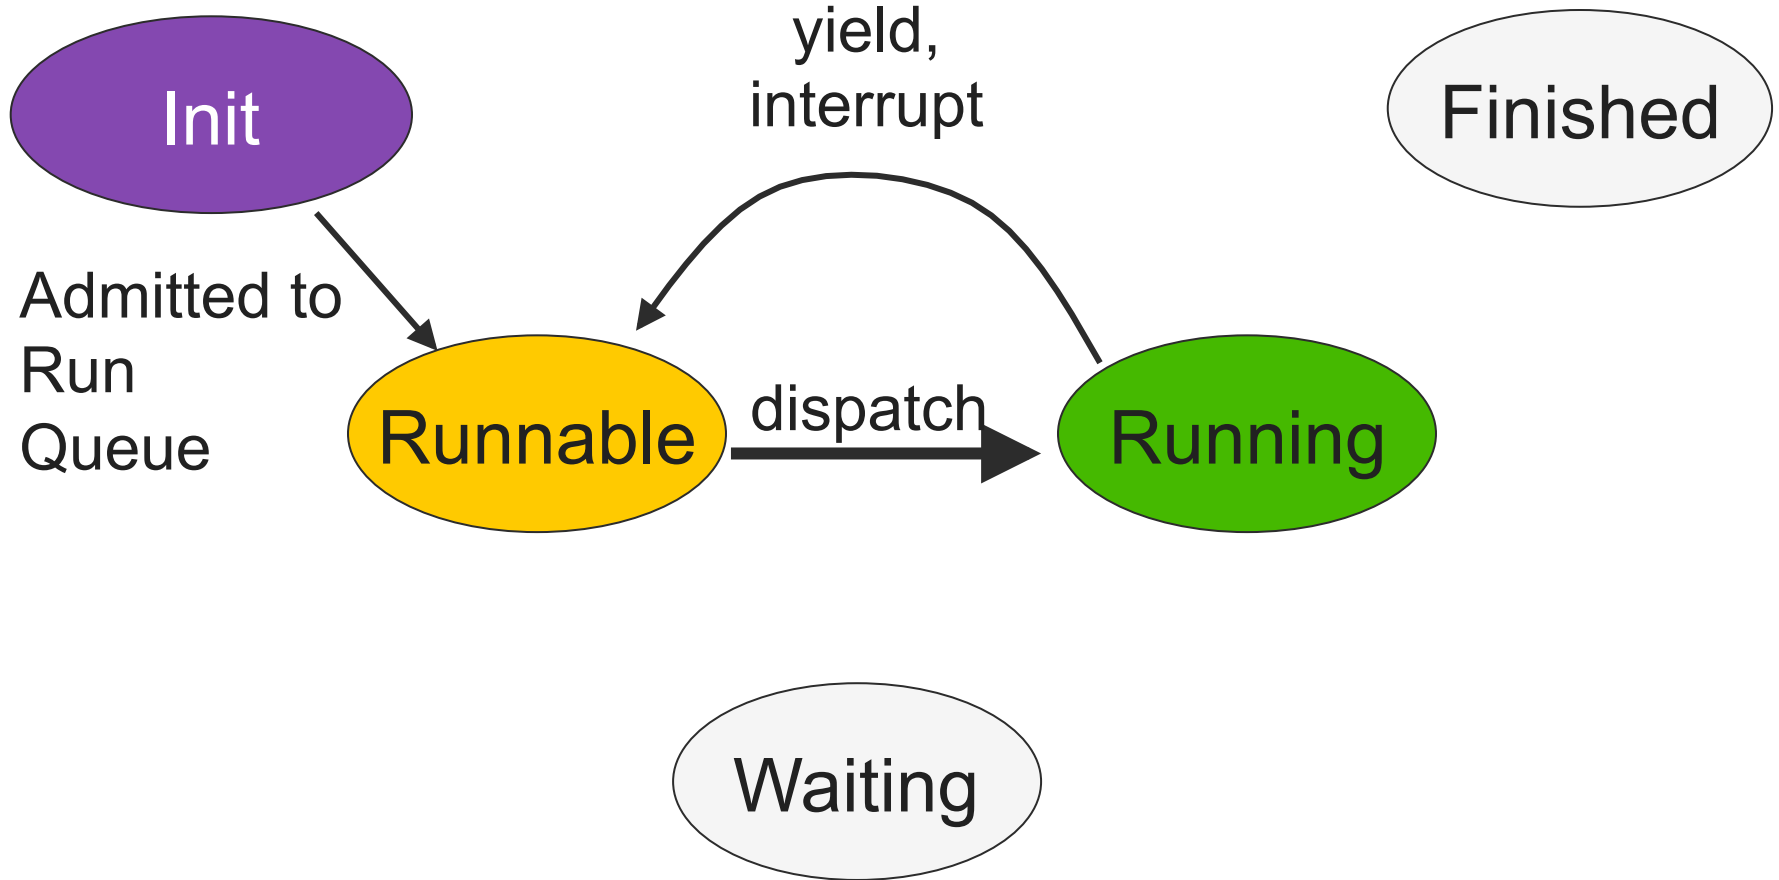 Init
yield,
interrupt
Finished
Admitted to
Run
Queue
Runnable
dispatch
Running
Waiting